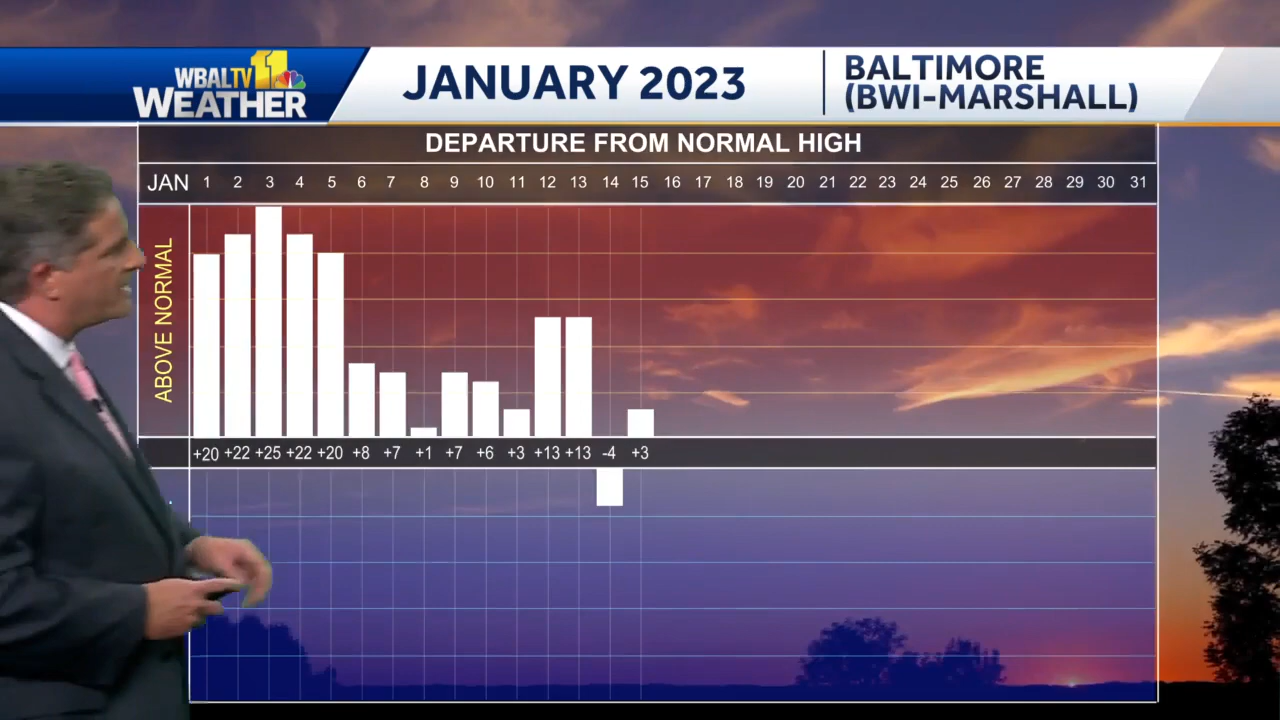 WBALTV 11
WEATHER
JANUARY 2023
BALTIMORE
(BWI-MARSHALL)
DEPARTURE FROM NORMAL HIGH
JAN 1 2 3 4 5 6 7 8 9 10 11 12 13 14 15 16 17 18 19 20 21 22 23 24 25 26 27 28 29 30 31
ABOVE NORMAL
+20 +22 +25 +22 +20 +8 +7 +1 +7 +6 +3 +13 +13 -4 +3